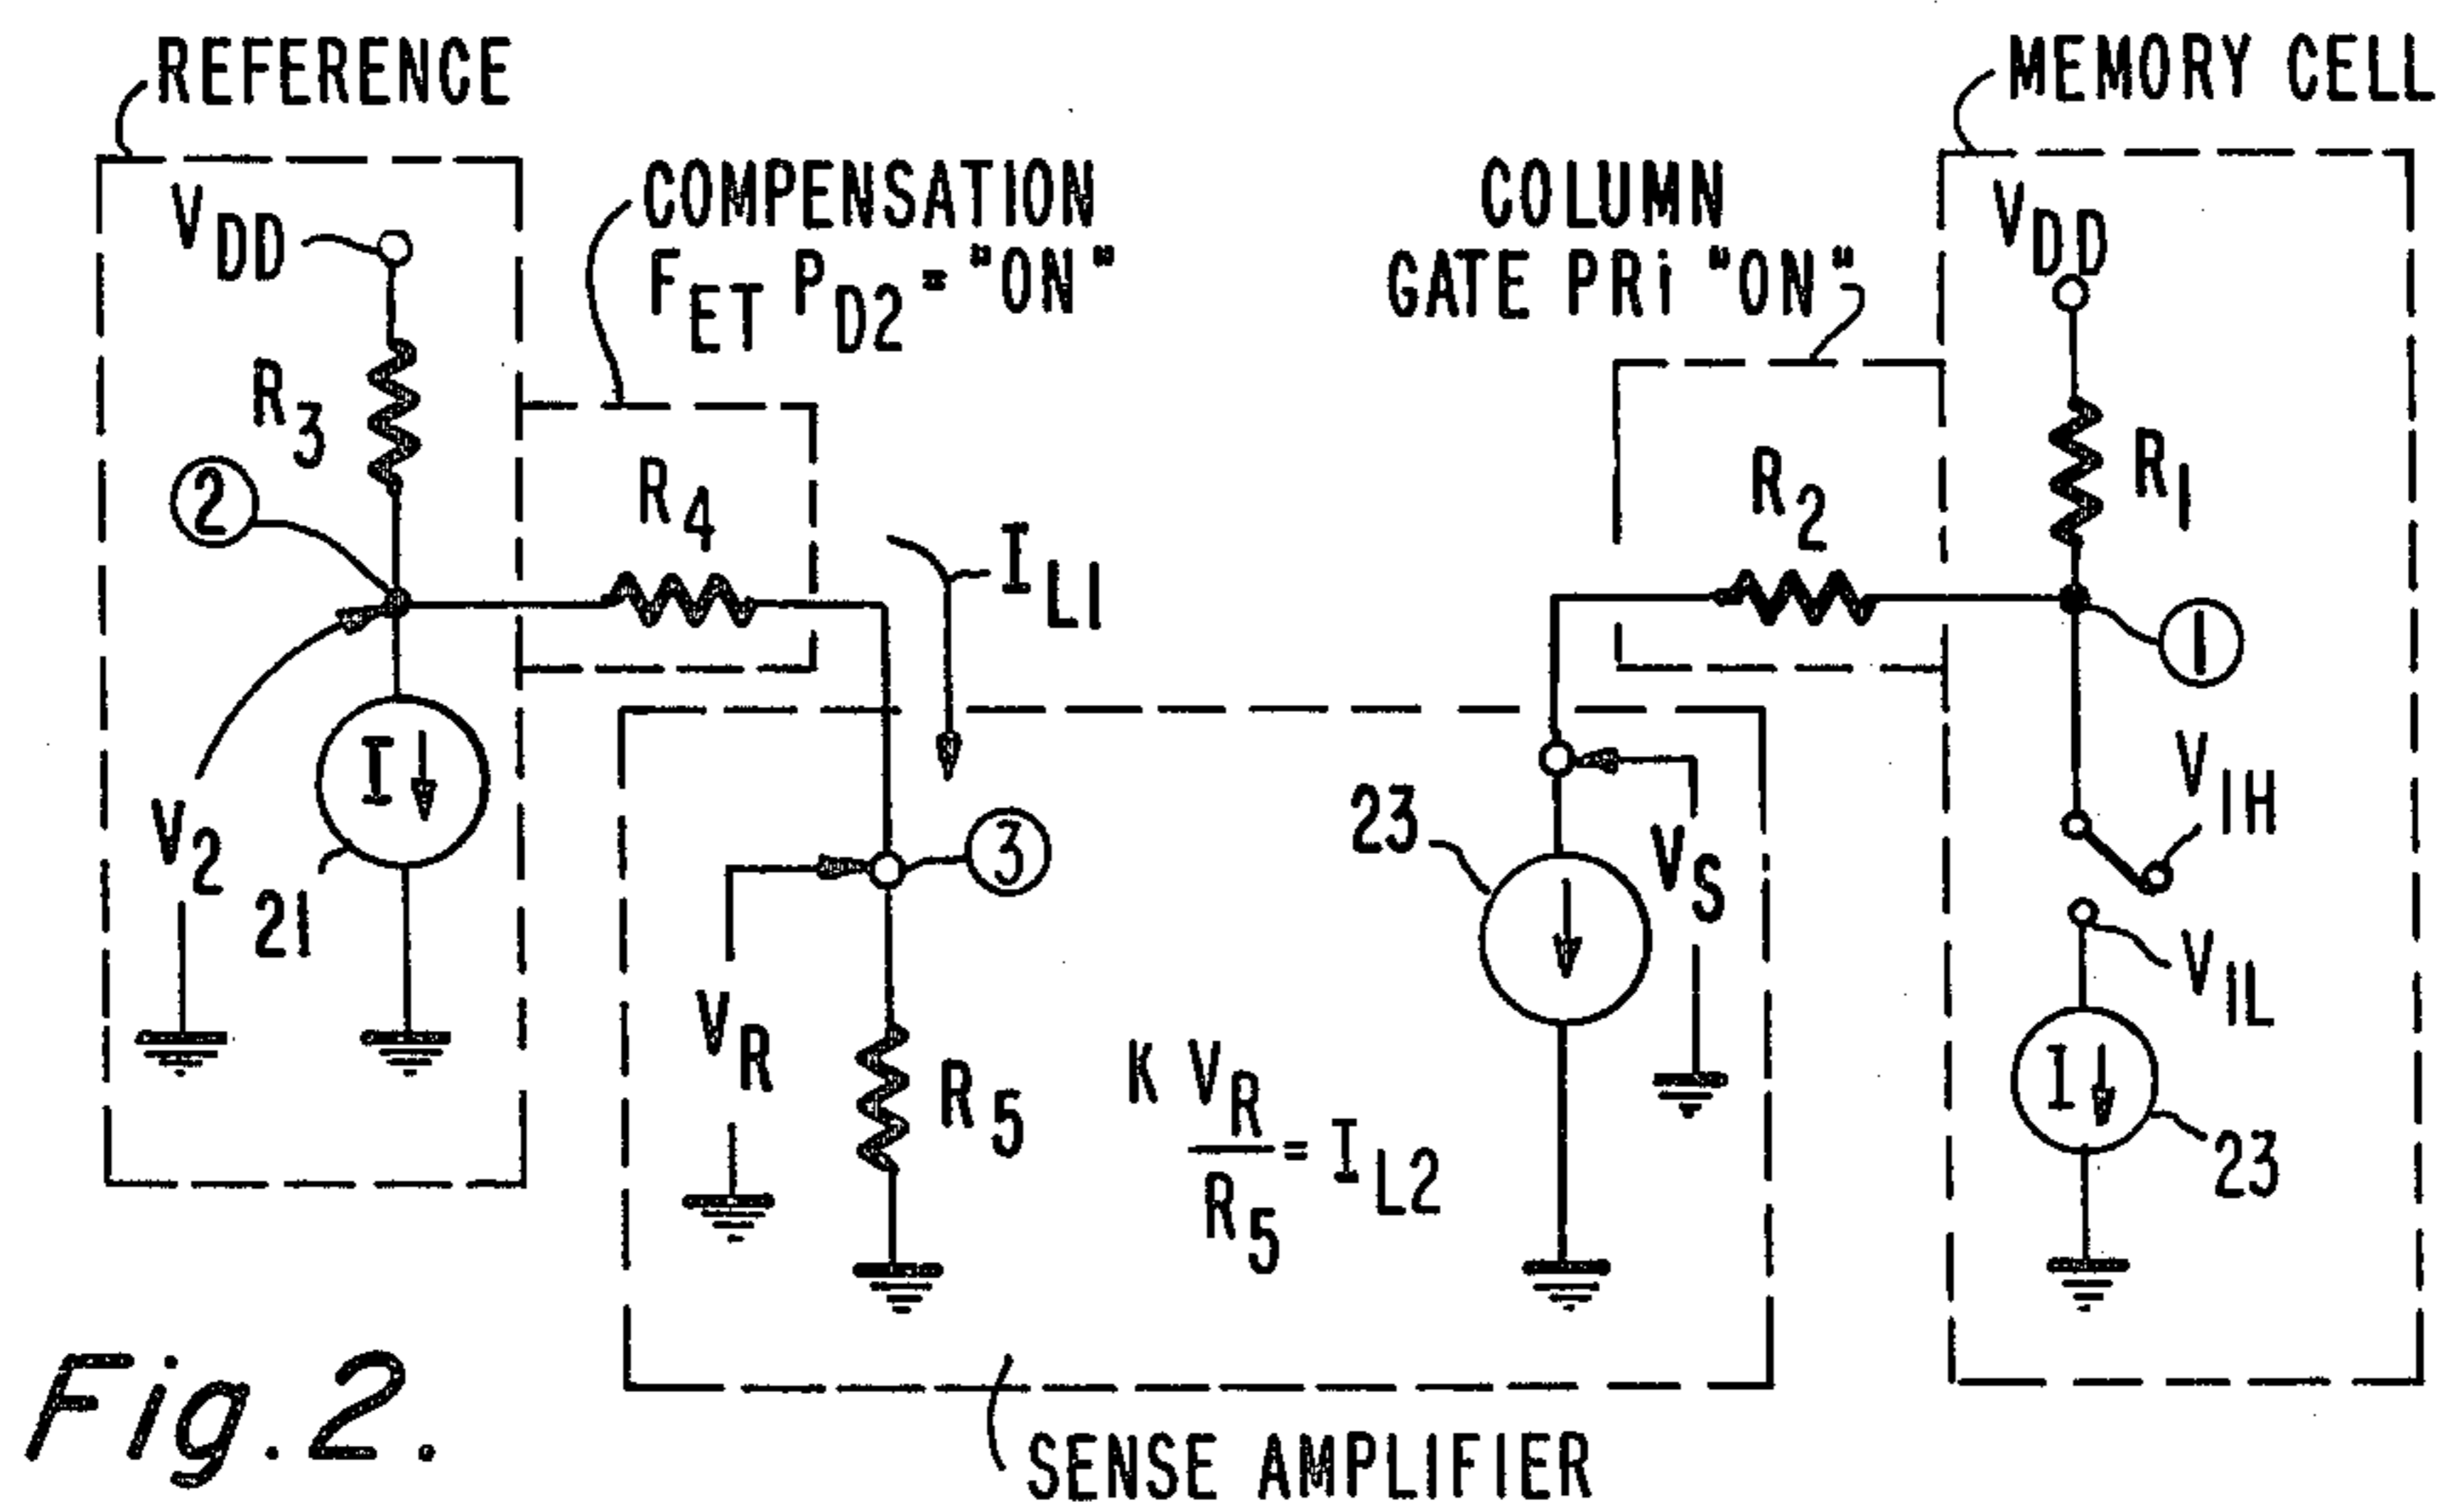 REFERENCE
MEMORY CELL
COMPENSATION
FET PD2 = "ON"
COLUMN
GATE PRi "ON"
VDD
VDD
R3
R1
2
R4
R2
IL1
1
I
VIH
V2
21
3
23
VS
VIL
VR
R5
K VR
R5
= IL2
I
23
Fig. 2.
SENSE AMPLIFIER